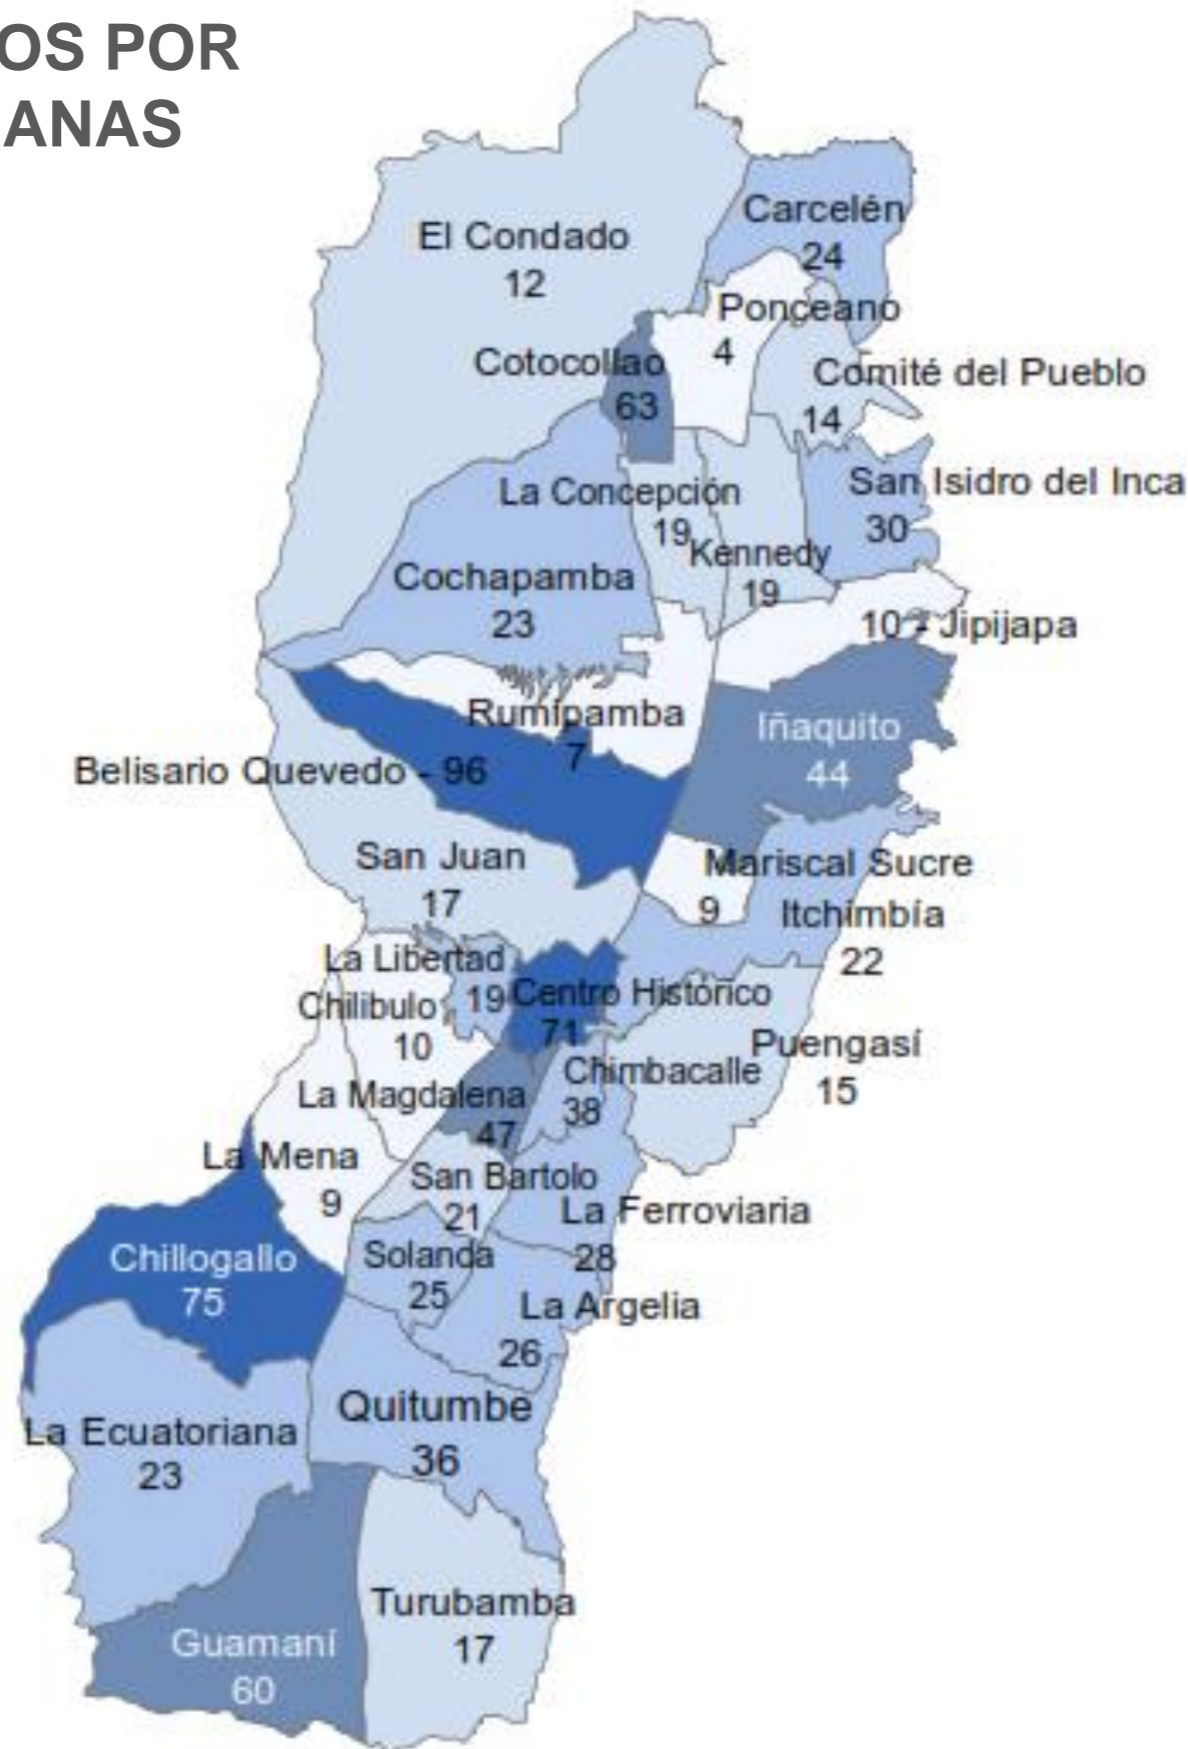 OS POR
ANAS
Carcelén
24
El Condado
12
Ponceano
4
Cotocollao
63
Comité del Pueblo
14
La Concepción
19
San Isidro del Inca
30
Kennedy
19
Cochapamba
23
10 - Jipijapa
Rumipamba
7
Iñaquito
44
Belisario Quevedo - 96
San Juan
17
Mariscal Sucre
9
Itchimbía
22
La Libertad
19
Centro Histórico
71
Chilibulo
10
Puengasí
15
Chimbacalle
38
La Magdalena
47
La Mena
9
San Bartolo
21
La Ferroviaria
28
Chillogallo
75
Solanda
25
La Argelia
26
Quitumbe
36
La Ecuatoriana
23
Turubamba
17
Guamaní
60